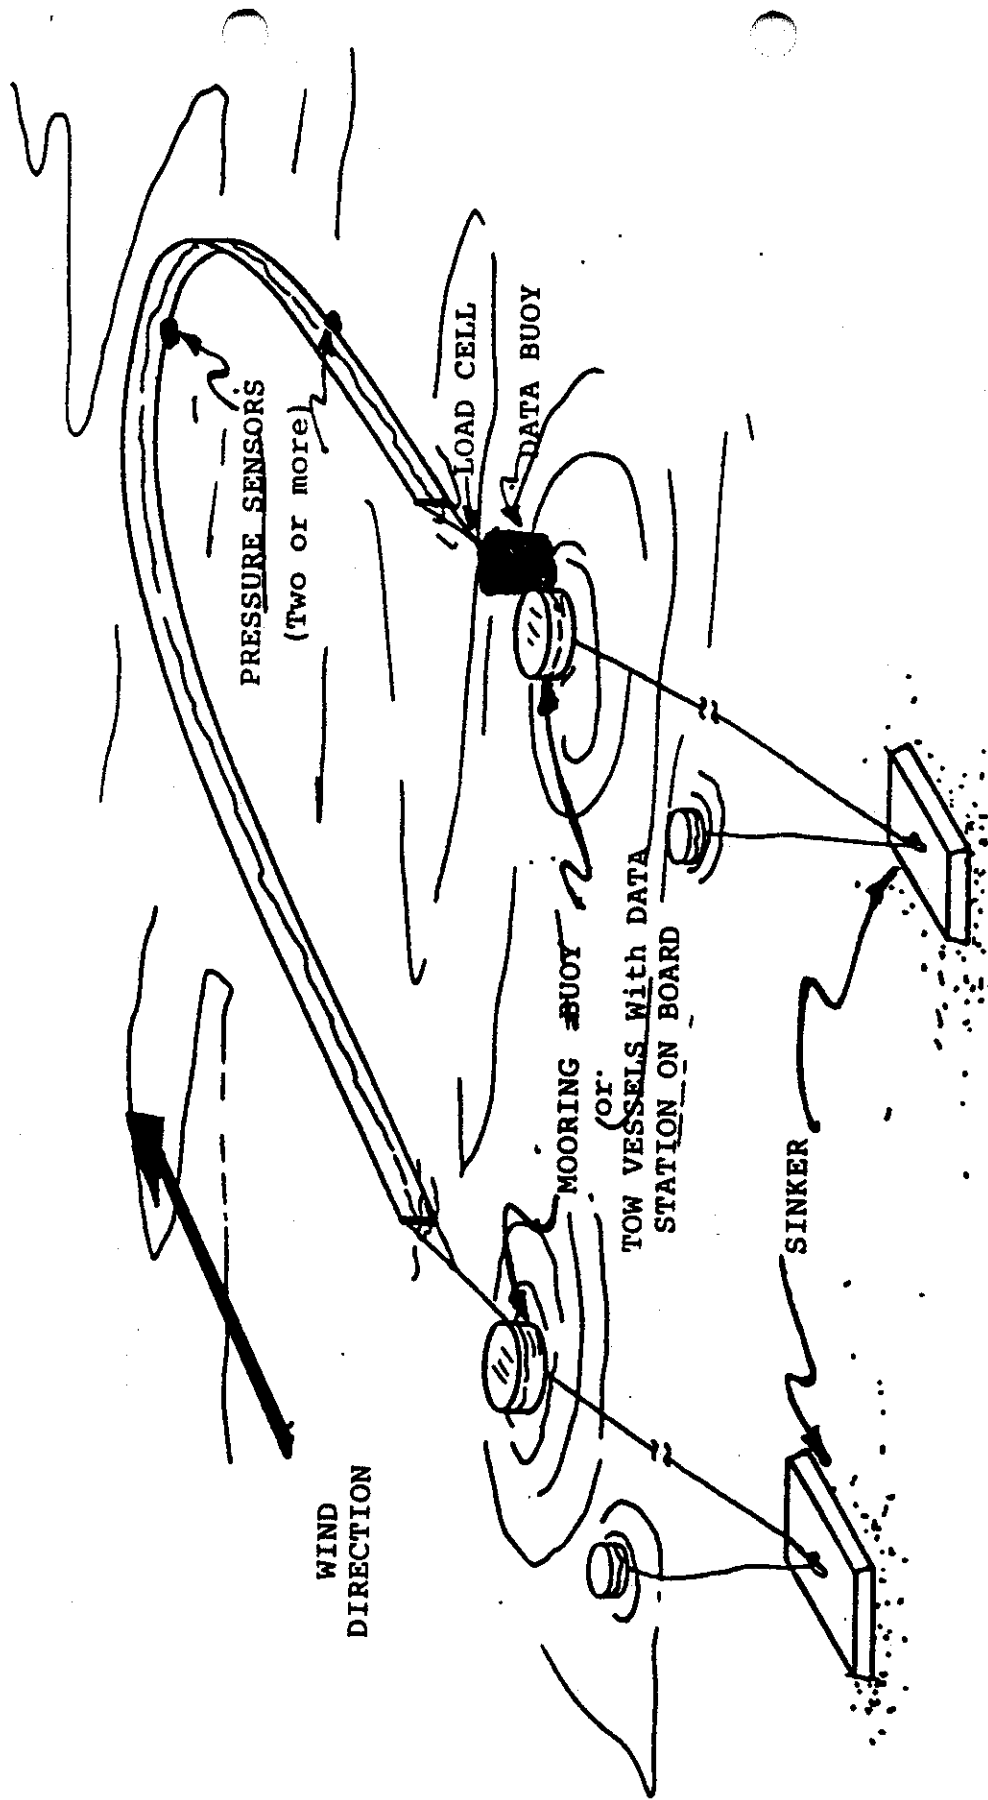 WIND
DIRECTION
PRESSURE SENSORS
(Two or more)
LOAD CELL
DATA BUOY
MOORING BUOY
(or
TOW VESSELS With DATA
STATION ON BOARD
SINKER